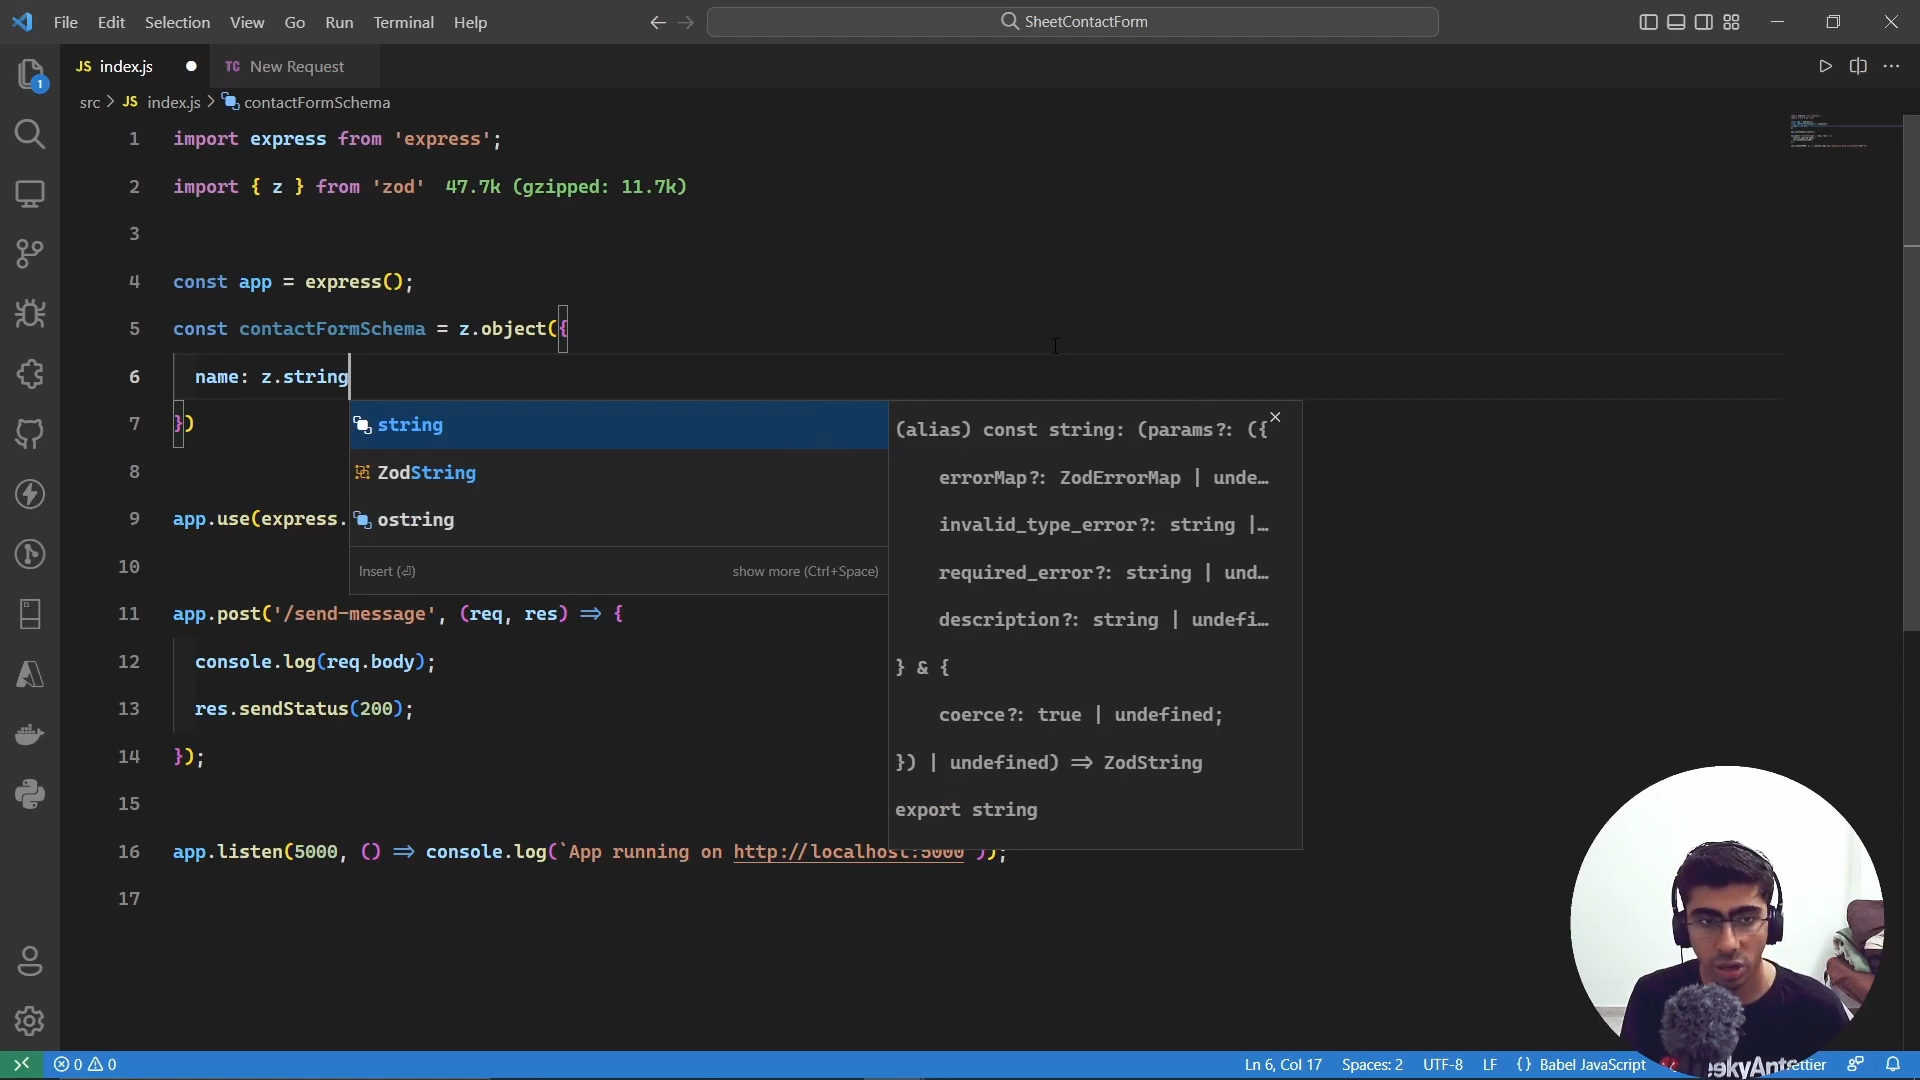 File Edit Selection View Go Run Terminal Help
SheetContactForm
JS index.js
TC New Request
src > JS index.js > contactFormSchema
1
1 import express from 'express';
2 import { z } from 'zod' 47.7k (gzipped: 11.7k)
3
4 const app = express();
5 const contactFormSchema = z.object({
6 name: z.string
7 })
8
9 app.use(express.
10
11 app.post('/send-message', (req, res) => {
12 console.log(req.body);
13 res.sendStatus(200);
14 });
15
16 app.listen(5000, () => console.log(`App running on http://localhost:5000`));
17
string
ZodString
ostring
Insert (⏎) show more (Ctrl+Space)
(alias) const string: (params?: ({
errorMap?: ZodErrorMap | unde…
invalid_type_error?: string |…
required_error?: string | und…
description?: string | undefi…
} & {
coerce?: true | undefined;
}) | undefined) => ZodString
export string
0 0
Ln 6, Col 17 Spaces: 2 UTF-8 LF {} Babel JavaScript